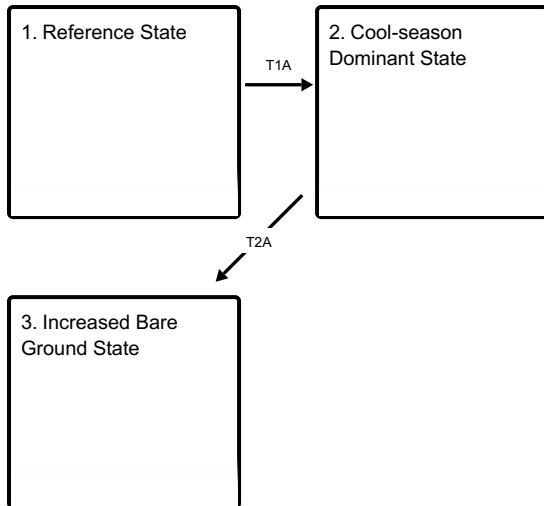 1. Reference State
T1A
2. Cool-season
Dominant State
T2A
3. Increased Bare
Ground State